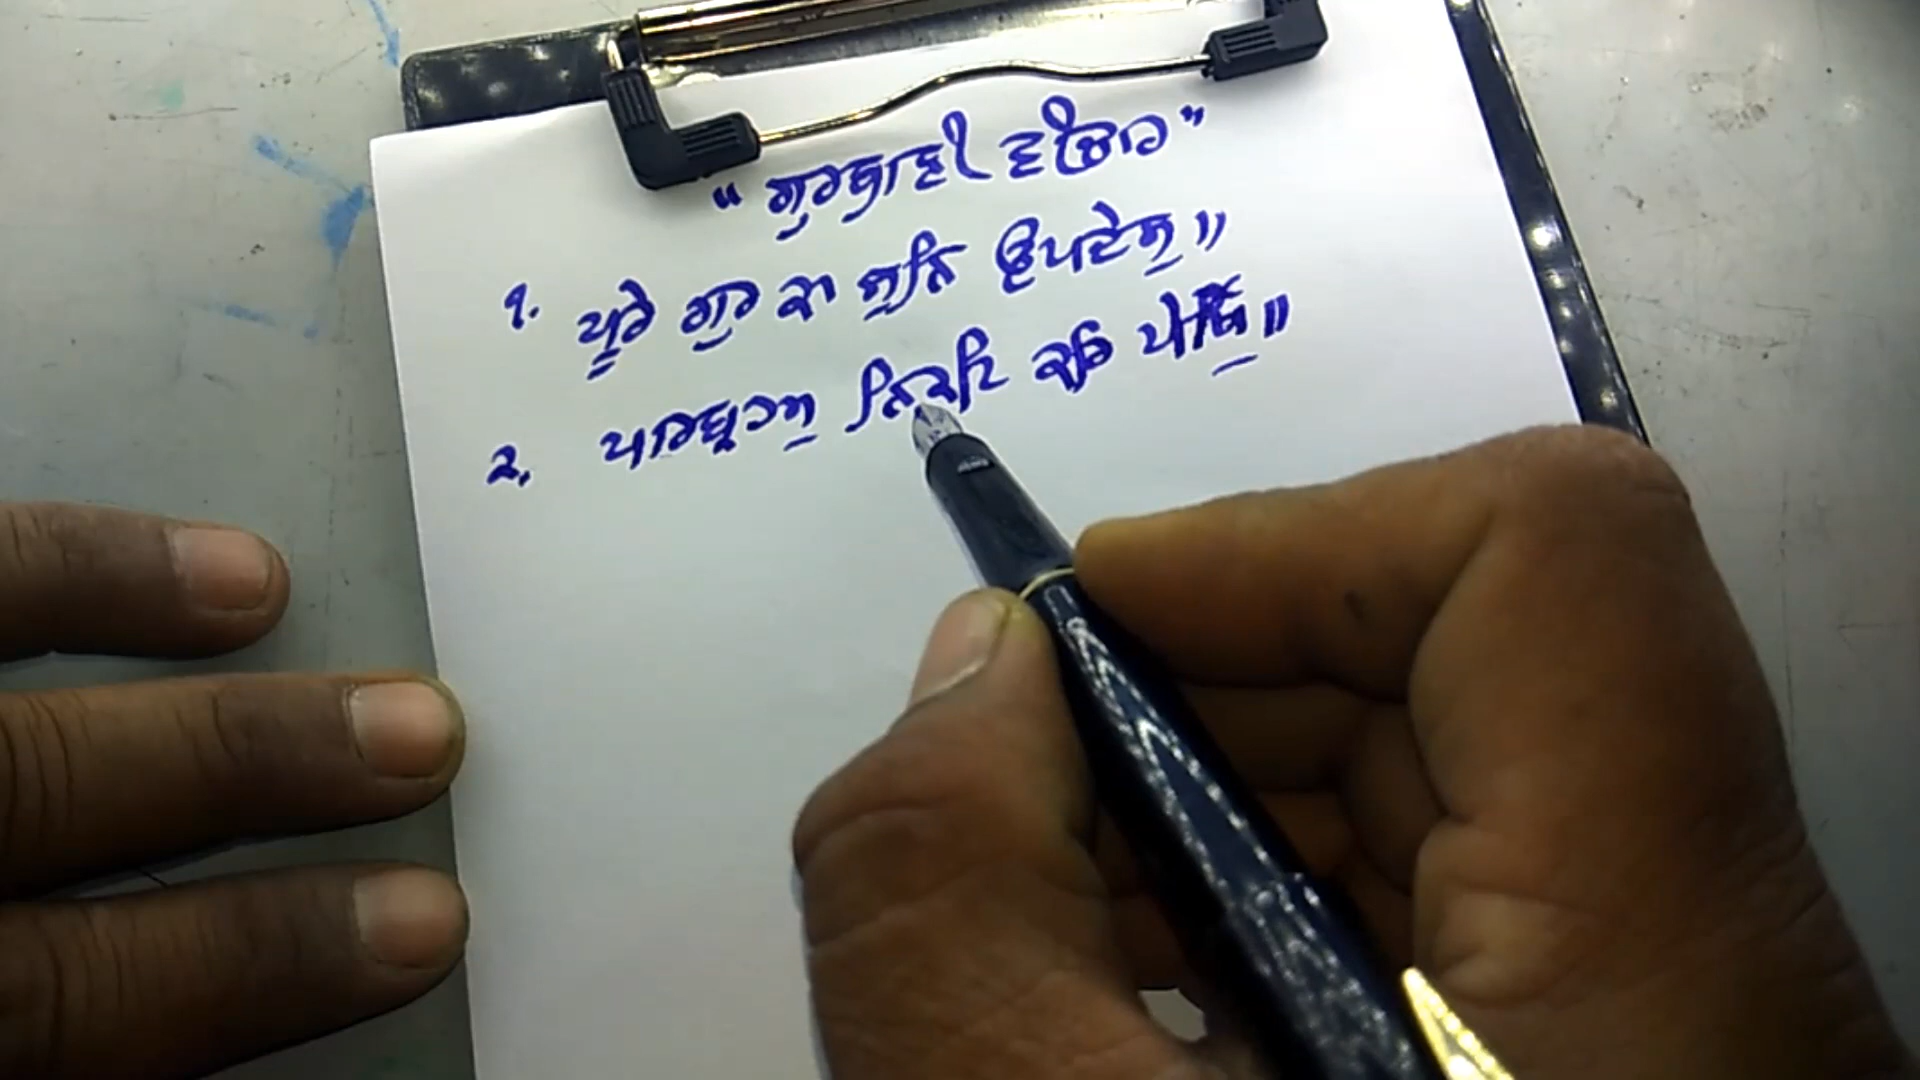 “ ਗੁਰਬਾਣੀ ਵਿਚਾਰ ”
੧. ਪੂਰੇ ਗੁਰ ਕਾ ਸੁਨਿ ਉਪਦੇਸੁ॥
੨. ਪਾਰਬ੍ਰਹਮੁ ਨਿਕਟਿ ਕਰਿ ਪੇਖੁ॥